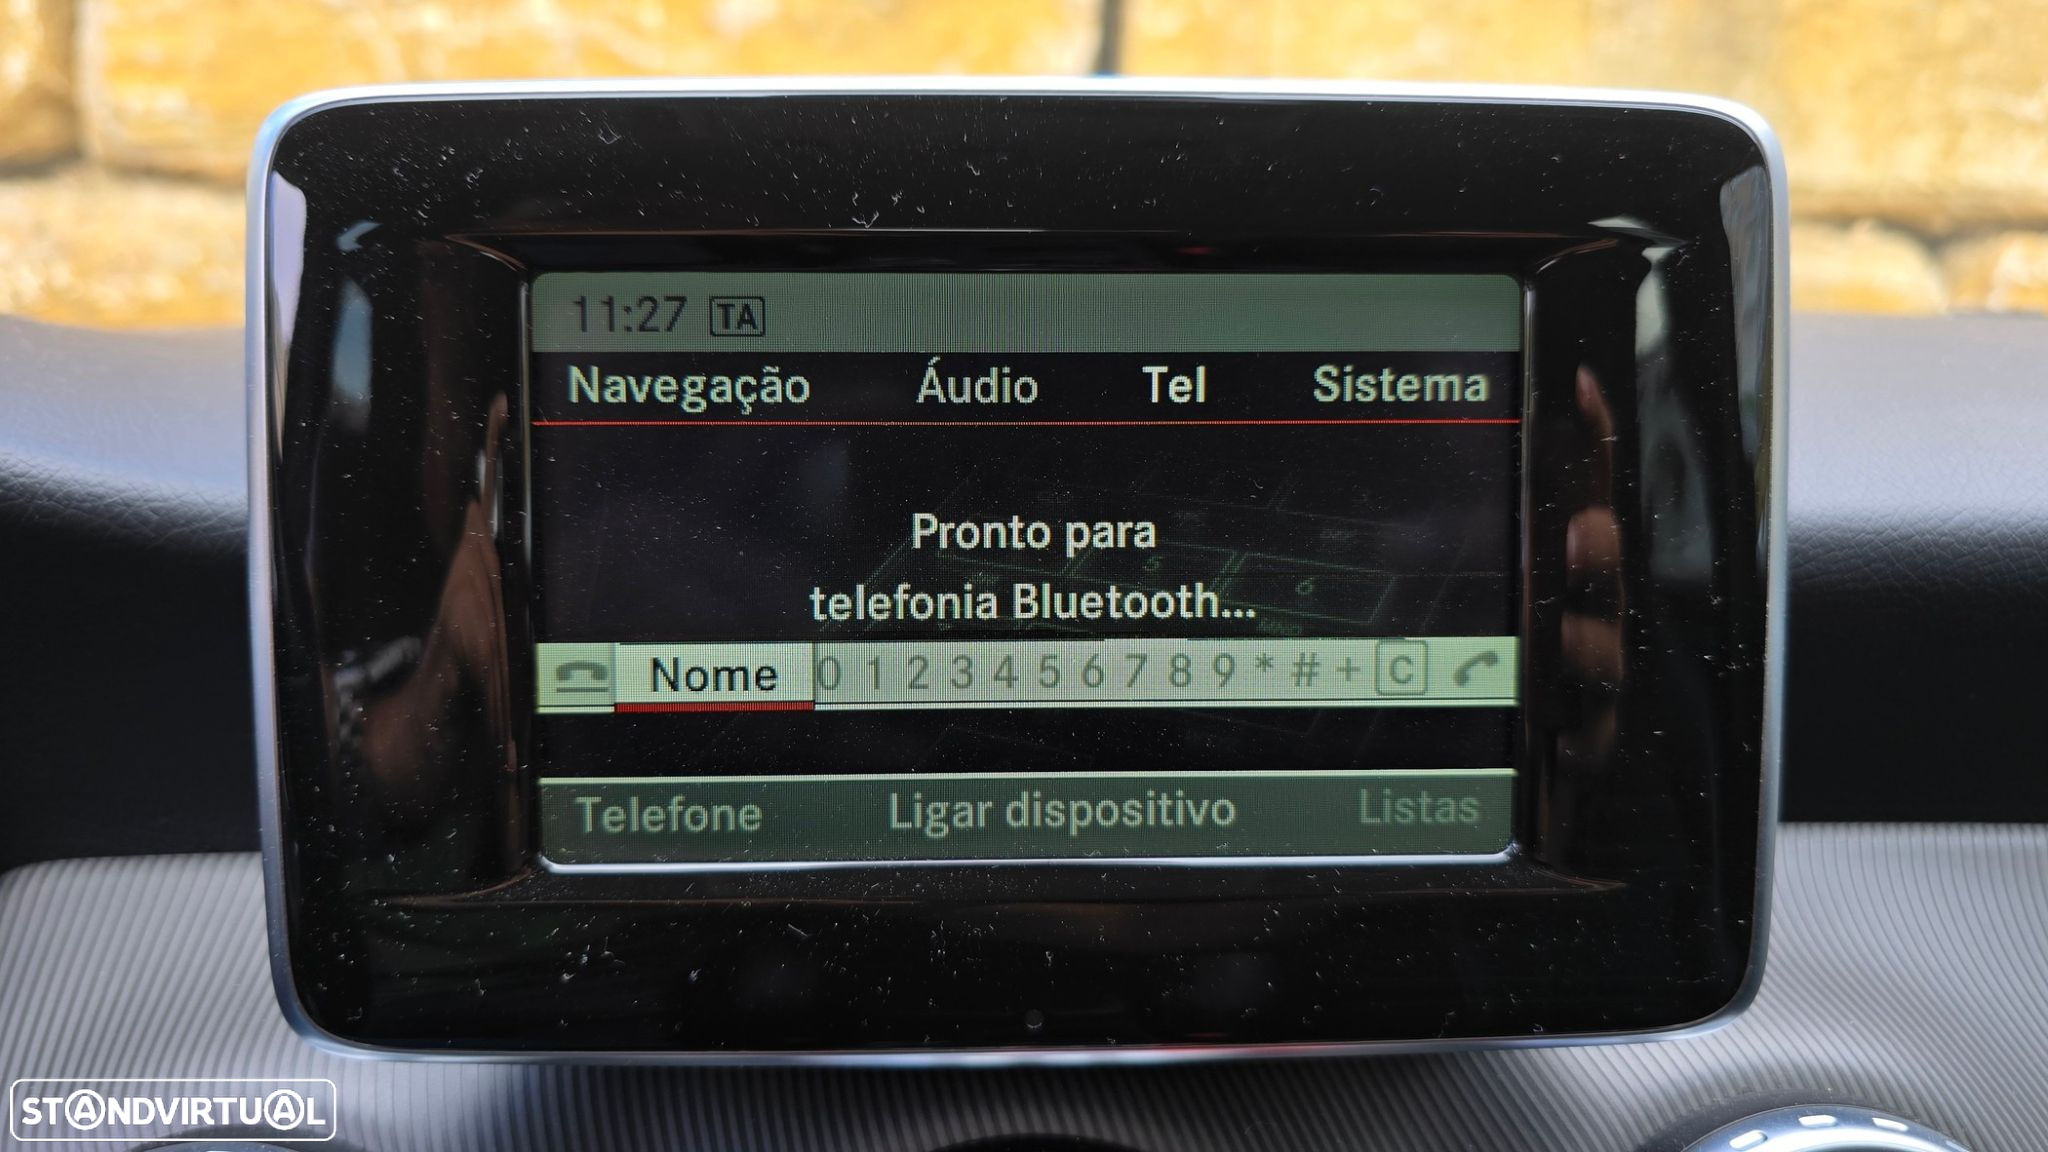 11:27 TA
Navegação Áudio Tel Sistema
Pronto para
telefonia Bluetooth...
Nome 0 1 2 3 4 5 6 7 8 9 * # + C
Telefone Ligar dispositivo Listas
STANDVIRTUAL